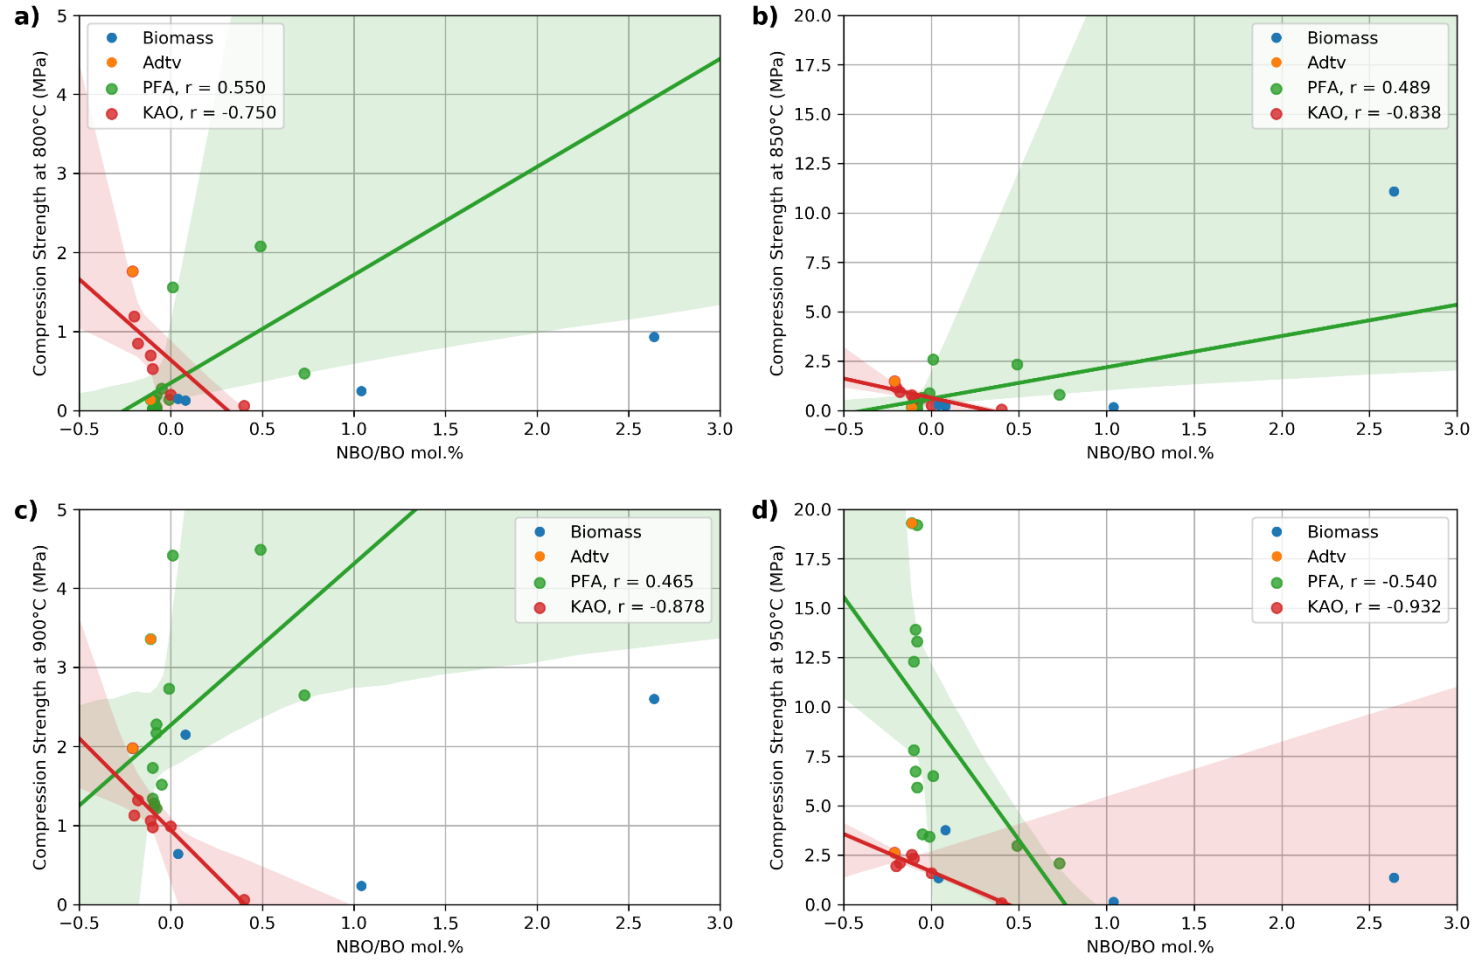 a)
Compression Strength at 800°C (MPa)
5
4
3
2
1
0
Biomass
Adtv
PFA, r = 0.550
KAO, r = -0.750
−0.5
0.0
0.5
1.0
1.5
2.0
2.5
3.0
NBO/BO mol.%
b)
Compression Strength at 850°C (MPa)
20.0
17.5
15.0
12.5
10.0
7.5
5.0
2.5
0.0
Biomass
Adtv
PFA, r = 0.489
KAO, r = -0.838
−0.5
0.0
0.5
1.0
1.5
2.0
2.5
3.0
NBO/BO mol.%
c)
Compression Strength at 900°C (MPa)
5
4
3
2
1
0
Biomass
Adtv
PFA, r = 0.465
KAO, r = -0.878
−0.5
0.0
0.5
1.0
1.5
2.0
2.5
3.0
NBO/BO mol.%
d)
Compression Strength at 950°C (MPa)
20.0
17.5
15.0
12.5
10.0
7.5
5.0
2.5
0.0
Biomass
Adtv
PFA, r = -0.540
KAO, r = -0.932
−0.5
0.0
0.5
1.0
1.5
2.0
2.5
3.0
NBO/BO mol.%